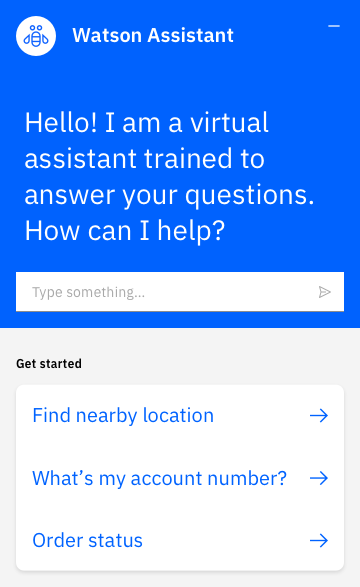 Watson Assistant
Hello! I am a virtual
assistant trained to
answer your questions.
How can I help?
Type something...
Get started
Find nearby location
What’s my account number?
Order status